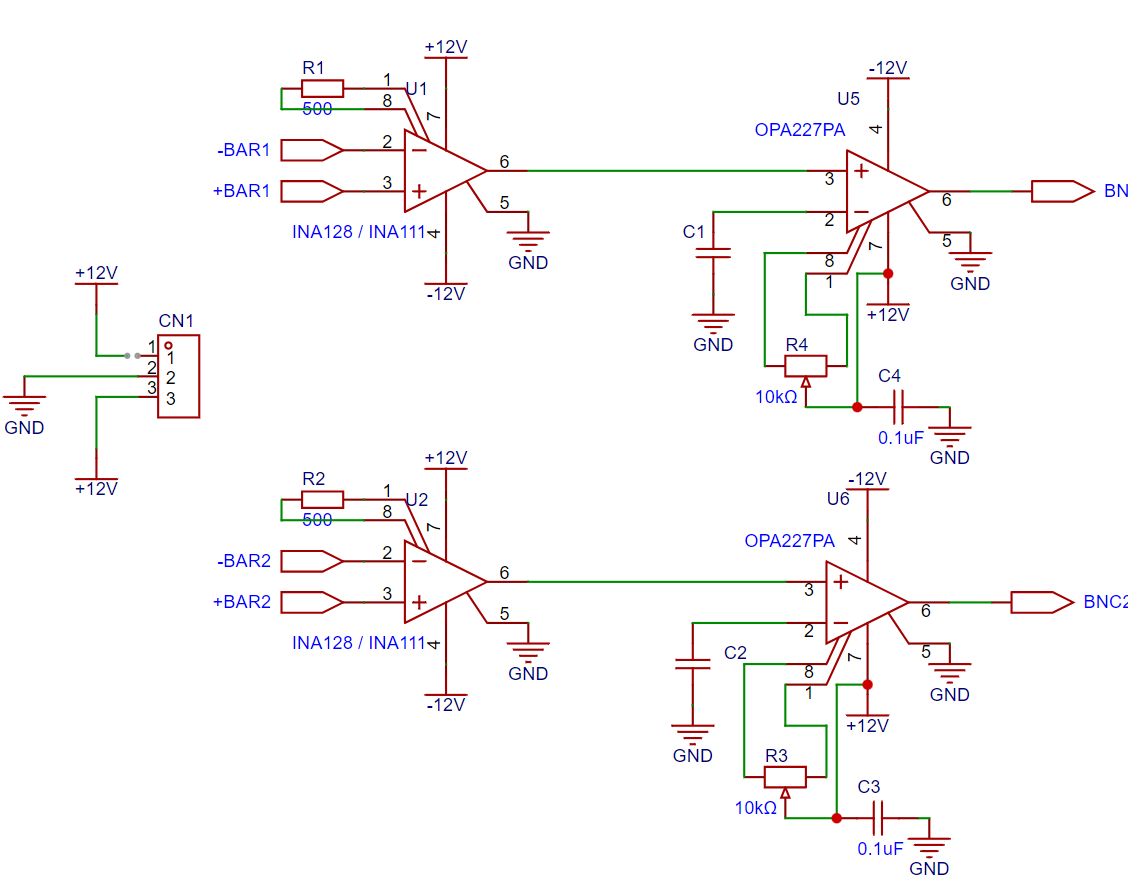 +12V
R1
1
U1
500
8
7
-BAR1
2
6
+BAR1
3
5
INA128 / INA111
4
GND
-12V
-12V
U5
OPA227PA
4
3
6
BN
2
7
5
C1
8
GND
1
GND
+12V
R4
10kΩ
C4
0.1uF
GND
+12V
CN1
1
1
2
2
3
3
GND
+12V
+12V
R2
1
U2
500
8
7
-BAR2
2
6
+BAR2
3
5
INA128 / INA111
4
GND
-12V
-12V
U6
OPA227PA
4
3
6
BNC2
2
7
5
C2
8
GND
1
GND
+12V
R3
10kΩ
C3
0.1uF
GND